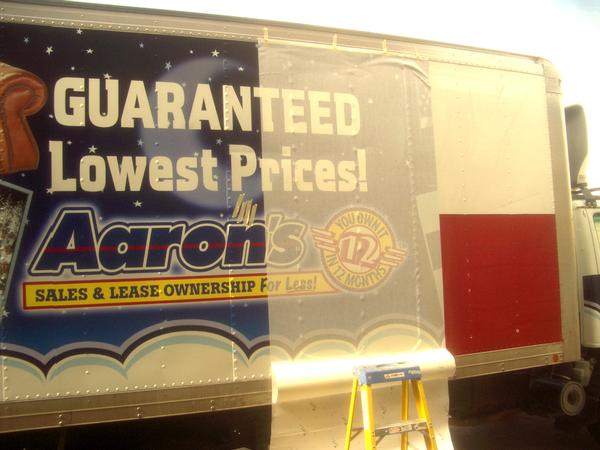 GUARANTEED
Lowest Prices!
Aaron's
YOU OWN IT
12
IN 12 MONTHS
SALES & LEASE OWNERSHIP For Less!